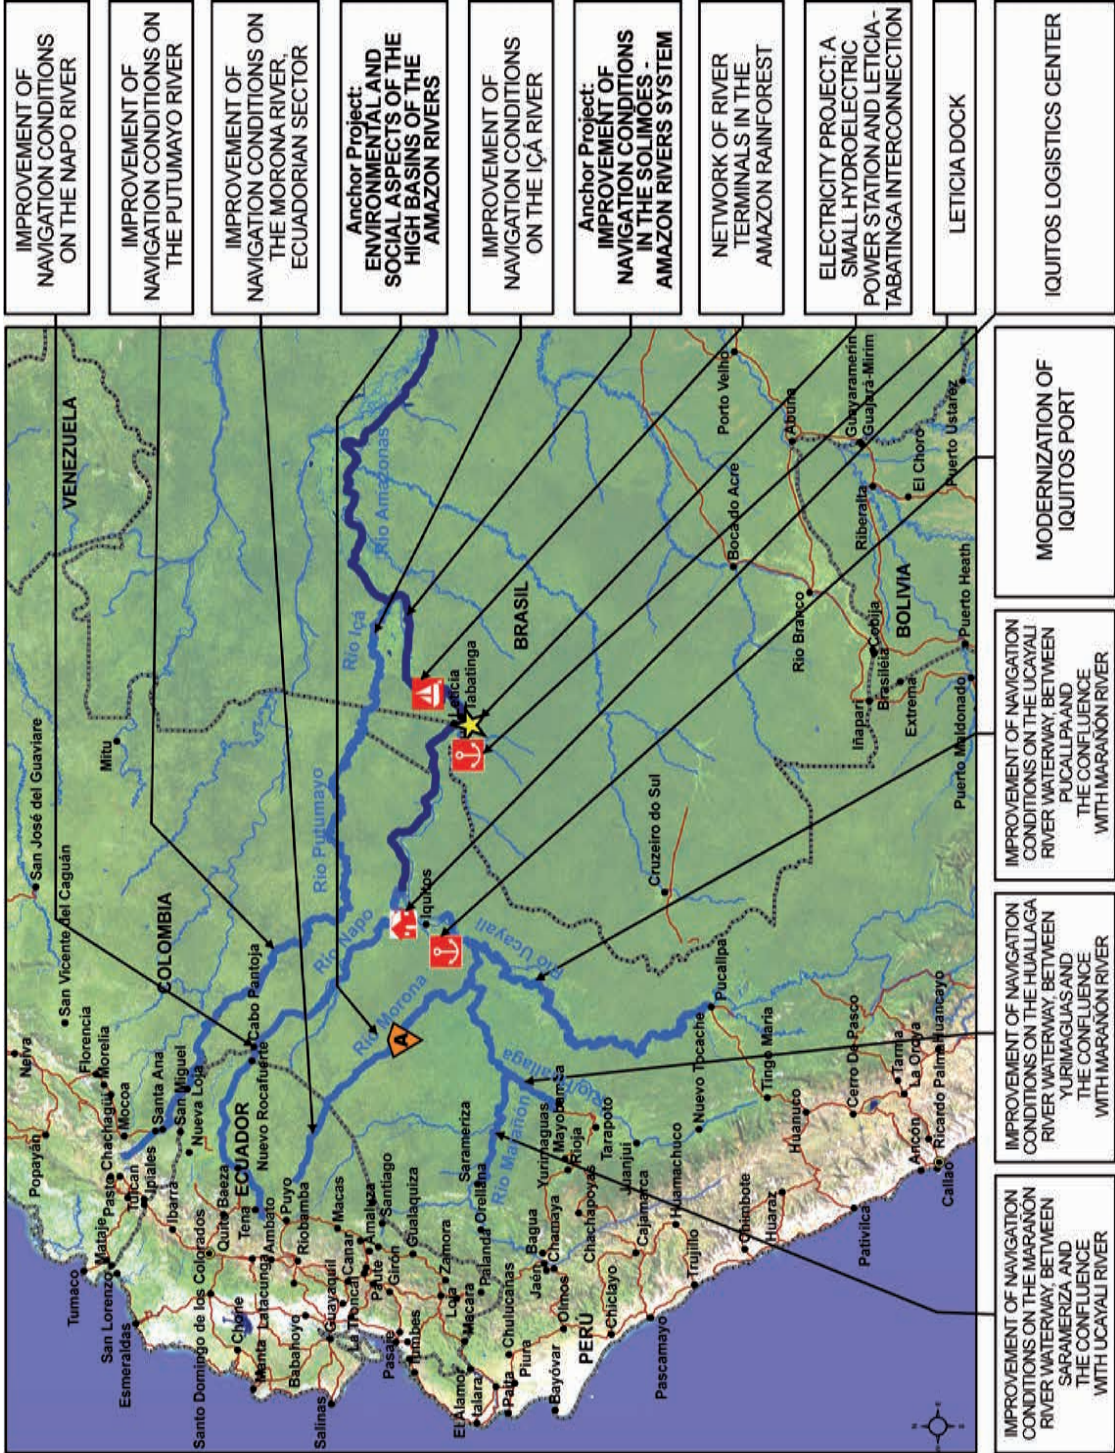 IMPROVEMENT OF
NAVIGATION CONDITIONS
ON THE NAPO RIVER
IMPROVEMENT OF
NAVIGATION CONDITIONS ON
THE PUTUMAYO RIVER
IMPROVEMENT OF
NAVIGATION CONDITIONS ON
THE MORONA RIVER,
ECUADORIAN SECTOR
Anchor Project:
ENVIRONMENTAL AND
SOCIAL ASPECTS OF THE
HIGH BASINS OF THE
AMAZON RIVERS
IMPROVEMENT OF
NAVIGATION CONDITIONS
ON THE IÇÁ RIVER
Anchor Project:
IMPROVEMENT OF
NAVIGATION CONDITIONS
IN THE SOLIMÕES -
AMAZON RIVERS SYSTEM
NETWORK OF RIVER
TERMINALS IN THE
AMAZON RAINFOREST
ELECTRICITY PROJECT: A
SMALL HYDROELECTRIC
POWER STATION AND LETICIA -
TABATINGA INTERCONNECTION
LETICIA DOCK
IQUITOS LOGISTICS CENTER
MODERNIZATION OF
IQUITOS PORT
IMPROVEMENT OF NAVIGATION
CONDITIONS ON THE UCAYALI
RIVER WATERWAY, BETWEEN
PUCALLPA AND
THE CONFLUENCE
WITH MARAÑÓN RIVER
IMPROVEMENT OF NAVIGATION
CONDITIONS ON THE HUALLAGA
RIVER WATERWAY, BETWEEN
YURIMAGUAS AND
THE CONFLUENCE
WITH MARAÑÓN RIVER
IMPROVEMENT OF NAVIGATION
CONDITIONS ON THE MARAÑON
RIVER WATERWAY, BETWEEN
SARAMERIZA AND
THE CONFLUENCE
WITH UCAYALI RIVER
VENEZUELA
COLOMBIA
ECUADOR
PERÚ
BRASIL
BOLIVIA
Neiva
Popayán
San José del Guaviare
San Vicente del Caguán
Florencia
Morelia
Mocoa
Chachagüí
Pasto
Santa Ana
San Miguel
Nueva Loja
Mitu
Tumaco
Mataje
San Lorenzo
Esmeraldas
Tulcan
Ipiales
Ibarra
Santo Domingo de los Colorados
Quito
Baeza
Tena
Nuevo Rocafuerte
Cabo Pantoja
Chone
Manta
Latacunga
Ambato
Puyo
Babahoyo
Riobamba
Salinas
Guayaquil
Macas
La Troncal
Canar
Amaluza
Paute
Santiago
Girón
Gualaquiza
Pasaje
Tumbes
Zamora
Loja
Macara
Palanda
Orellana
Sarameriza
El Alamor
Talara
Paita
Piura
Chulucanas
Bayóvar
Olmos
Jaén
Bagua
Chamaya
Chachapoyas
Yurimaguas
Mayobamba
Rioja
Tarapoto
Juanjui
Chiclayo
Cajamarca
Pascamayo
Huamachuco
Trujillo
Nuevo Tocache
Pucallpa
Chimbote
Huaraz
Tingo Maria
Huanuco
Cerro De Pasco
Pativilca
Tarma
La Oroya
Ancón
Ricardo Palma
Huancayo
Callao
Iquitos
Leticia
Tabatinga
Cruzeiro do Sul
Porto Velho
Boca do Acre
Abuna
Rio Branco
Guayaramerín
Guajará-Mirim
Riberalta
El Choro
Puerto Ustarez
Cobija
Brasiléia
Iñapari
Extrema
Puerto Heath
Puerto Maldonado
Rio Putumayo
Rio Içá
Rio Napo
Rio Amazonas
Rio Morona
Rio Ucayali
Rio Huallaga
Rio Marañón
A